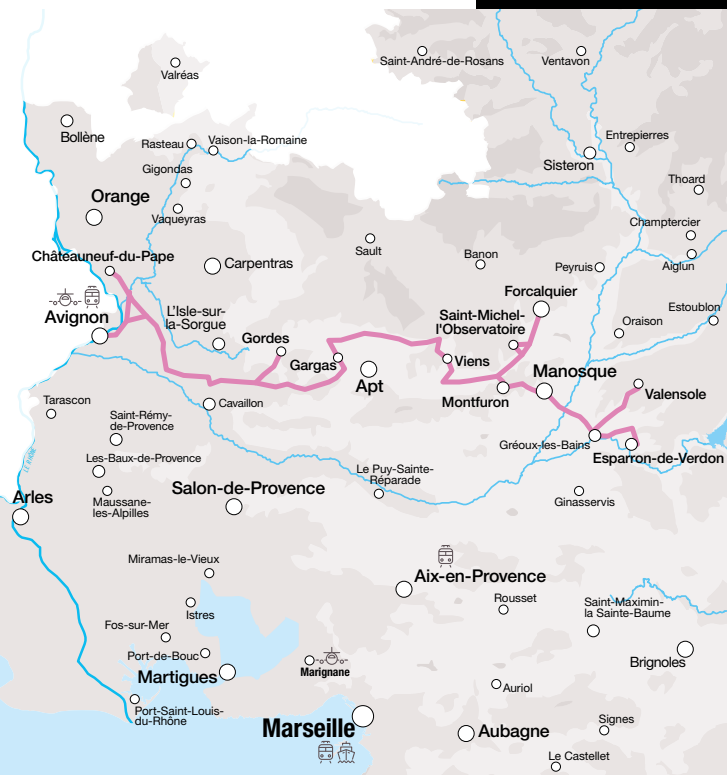 Saint-André-de-Rosans
Ventavon
Valréas
Bollène
Rasteau
Vaison-la-Romaine
Entrepierres
Sisteron
Gigondas
Thoard
Orange
Vaqueyras
Champtercier
Châteauneuf-du-Pape
Carpentras
Sault
Banon
Peyruis
Aiglun
Forcalquier
Avignon
L'Isle-sur-
la-Sorgue
Saint-Michel-
l'Observatoire
Estoublon
Oraison
Gordes
Gargas
Viens
Apt
Manosque
Montfuron
Valensole
Tarascon
Cavaillon
Saint-Rémy-
de-Provence
Gréoux-les-Bains
Esparron-de-Verdon
LE RHÔNE
Les-Baux-de-Provence
Le Puy-Sainte-
Réparade
Arles
Maussane-
les-Alpilles
Salon-de-Provence
Ginasservis
Miramas-le-Vieux
Aix-en-Provence
Istres
Rousset
Saint-Maximin-
la Sainte-Baume
Fos-sur-Mer
Port-de-Bouc
Marignane
Brignoles
Martigues
Auriol
Port-Saint-Louis-
du-Rhône
Marseille
Aubagne
Signes
Le Castellet